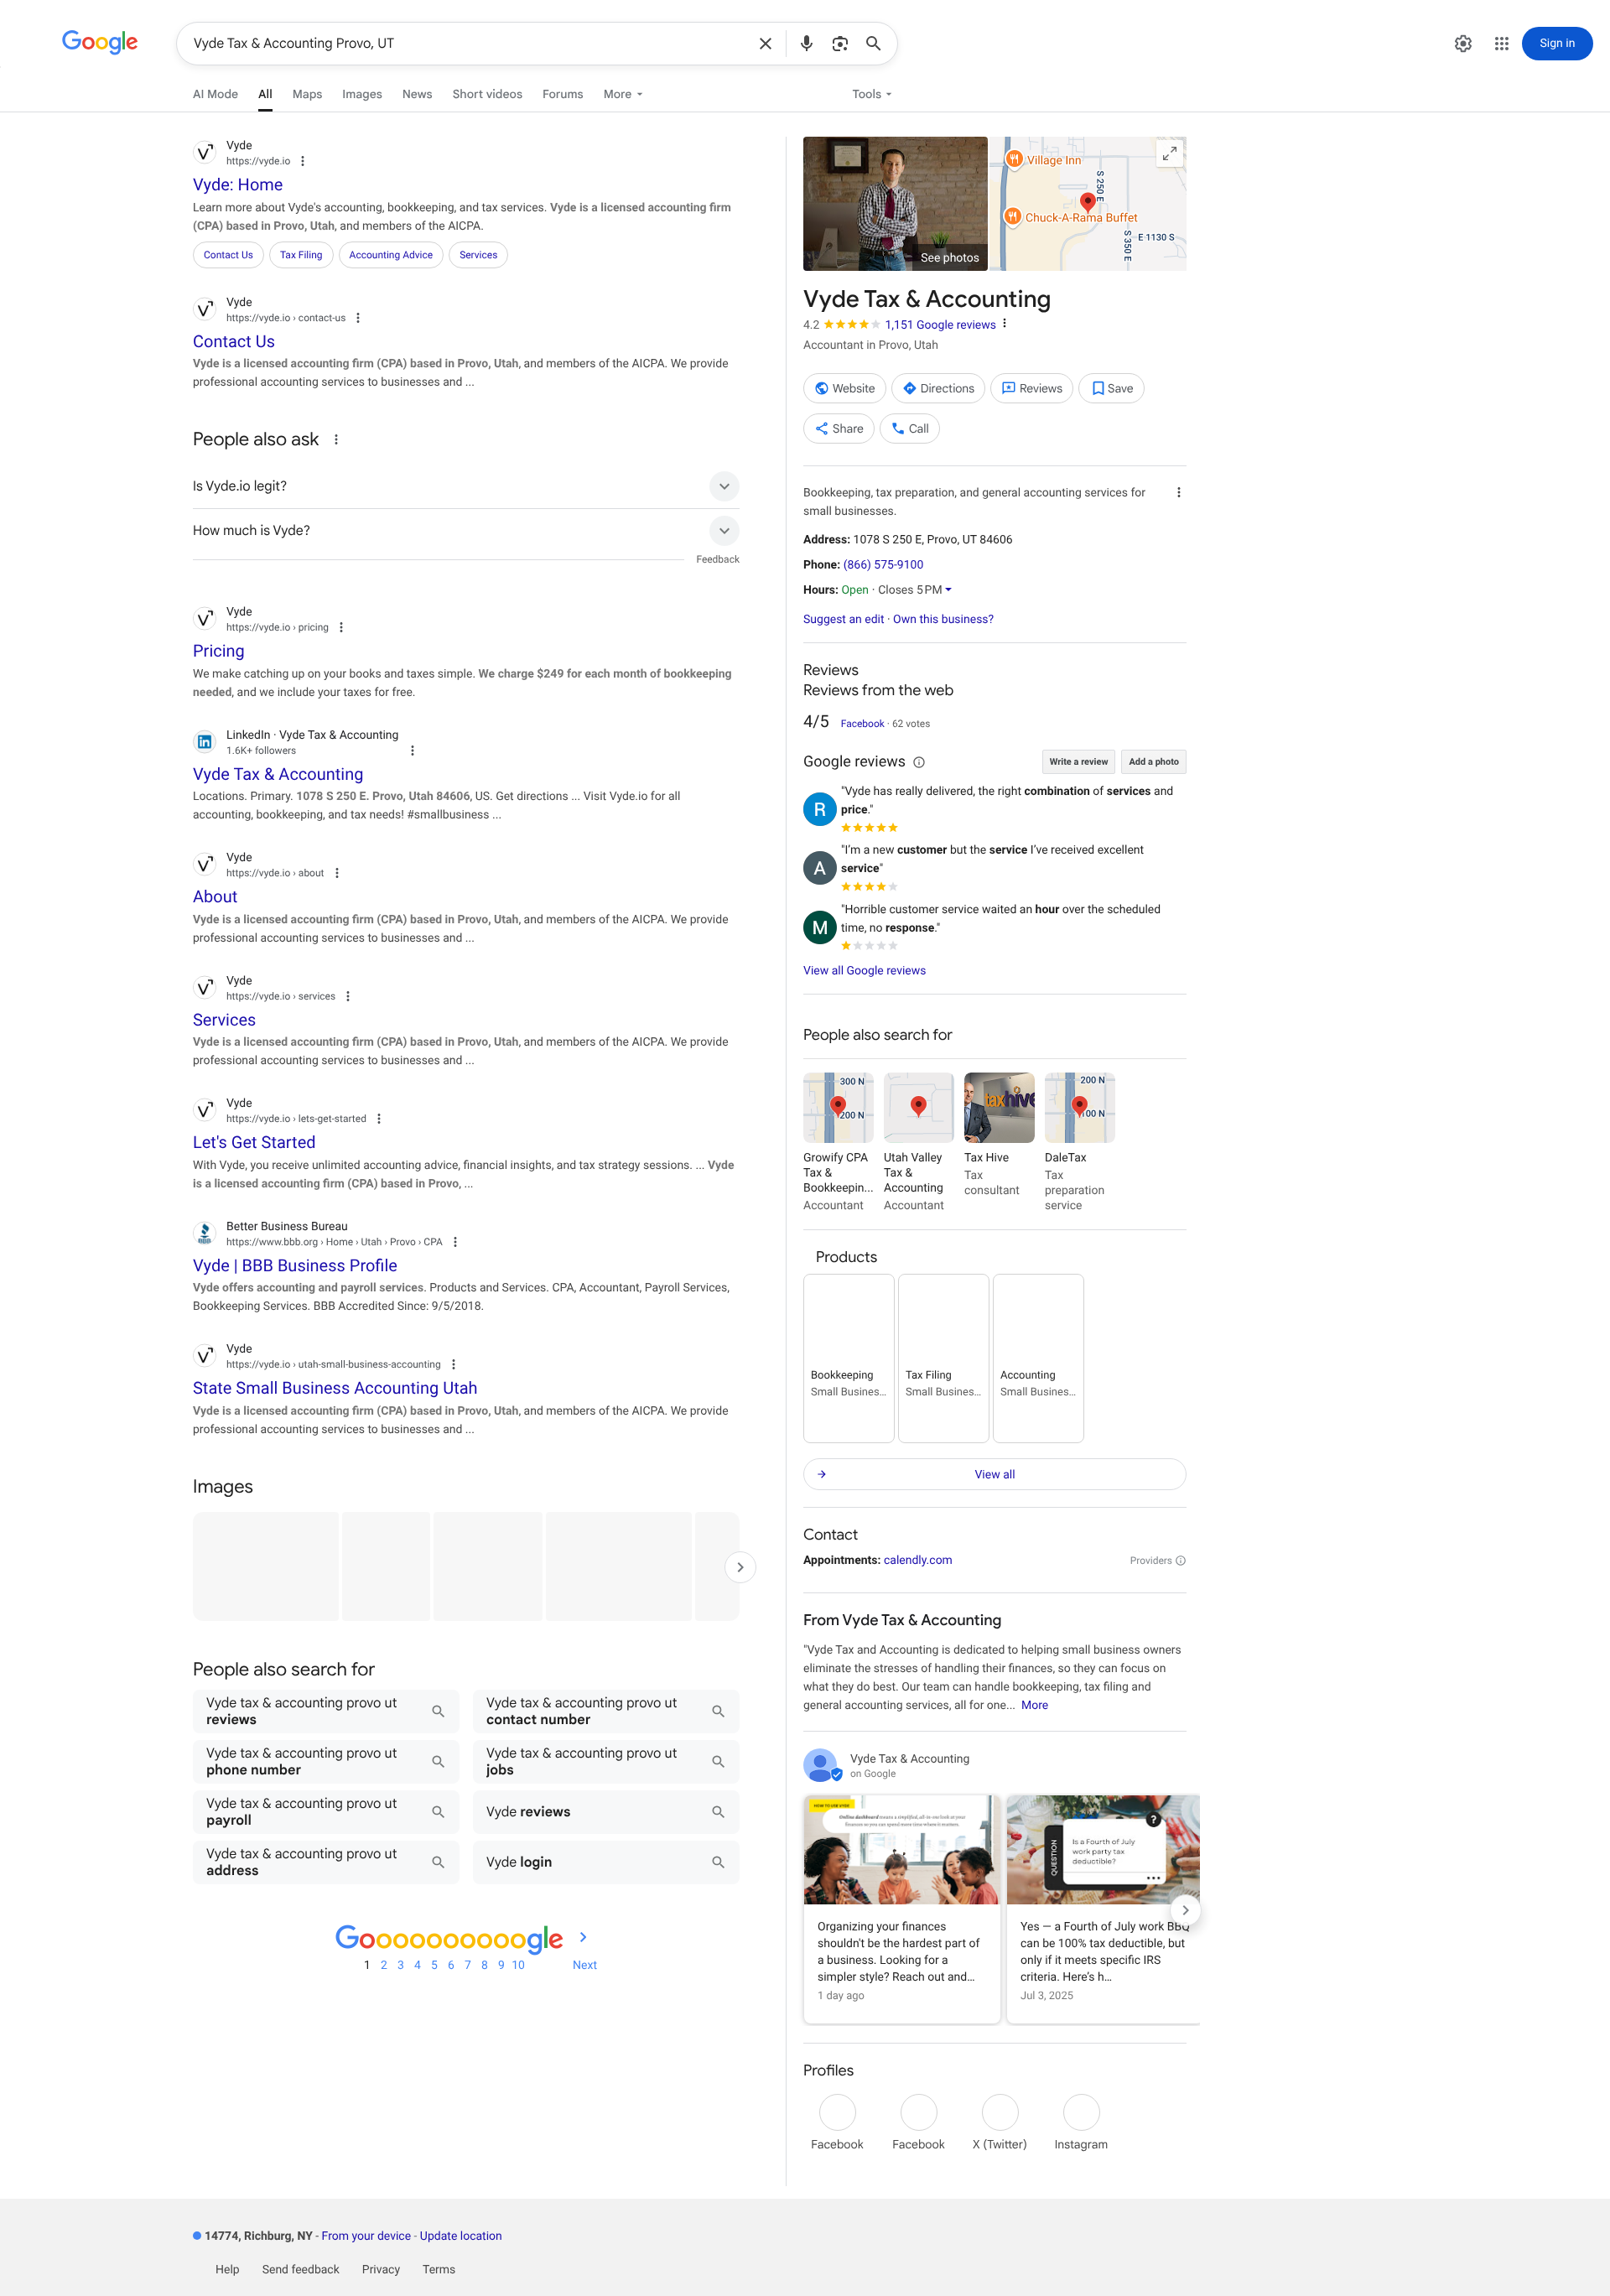 Google
Vyde Tax & Accounting Provo, UT
Sign in
AI Mode
All
Maps
Images
News
Short videos
Forums
More
Tools
Vyde
https://vyde.io
Vyde: Home
Learn more about Vyde's accounting, bookkeeping, and tax services. Vyde is a licensed accounting firm
(CPA) based in Provo, Utah, and members of the AICPA.
Contact Us
Tax Filing
Accounting Advice
Services
Vyde
https://vyde.io › contact-us
Contact Us
Vyde is a licensed accounting firm (CPA) based in Provo, Utah, and members of the AICPA. We provide
professional accounting services to businesses and ...
People also ask
Is Vyde.io legit?
How much is Vyde?
Feedback
Vyde
https://vyde.io › pricing
Pricing
We make catching up on your books and taxes simple. We charge $249 for each month of bookkeeping
needed, and we include your taxes for free.
LinkedIn · Vyde Tax & Accounting
1.6K+ followers
Vyde Tax & Accounting
Locations. Primary. 1078 S 250 E. Provo, Utah 84606, US. Get directions ... Visit Vyde.io for all
accounting, bookkeeping, and tax needs! #smallbusiness ...
Vyde
https://vyde.io › about
About
Vyde is a licensed accounting firm (CPA) based in Provo, Utah, and members of the AICPA. We provide
professional accounting services to businesses and ...
Vyde
https://vyde.io › services
Services
Vyde is a licensed accounting firm (CPA) based in Provo, Utah, and members of the AICPA. We provide
professional accounting services to businesses and ...
Vyde
https://vyde.io › lets-get-started
Let's Get Started
With Vyde, you receive unlimited accounting advice, financial insights, and tax strategy sessions. ... Vyde
is a licensed accounting firm (CPA) based in Provo, ...
Better Business Bureau
https://www.bbb.org › Home › Utah › Provo › CPA
Vyde | BBB Business Profile
Vyde offers accounting and payroll services. Products and Services. CPA, Accountant, Payroll Services,
Bookkeeping Services. BBB Accredited Since: 9/5/2018.
Vyde
https://vyde.io › utah-small-business-accounting
State Small Business Accounting Utah
Vyde is a licensed accounting firm (CPA) based in Provo, Utah, and members of the AICPA. We provide
professional accounting services to businesses and ...
Images
People also search for
Vyde tax & accounting provo ut
reviews
Vyde tax & accounting provo ut
contact number
Vyde tax & accounting provo ut
phone number
Vyde tax & accounting provo ut
jobs
Vyde tax & accounting provo ut
payroll
Vyde reviews
Vyde tax & accounting provo ut
address
Vyde login
Goooooooooogle
1 2 3 4 5 6 7 8 9 10
Next
See photos
Village Inn
Chuck-A-Rama Buffet
S 250 E
S 350 E
E 1130 S
Vyde Tax & Accounting
4.2
1,151 Google reviews
Accountant in Provo, Utah
Website
Directions
Reviews
Save
Share
Call
Bookkeeping, tax preparation, and general accounting services for
small businesses.
Address: 1078 S 250 E, Provo, UT 84606
Phone: (866) 575-9100
Hours: Open · Closes 5 PM
Suggest an edit · Own this business?
Reviews
Reviews from the web
4/5 Facebook · 62 votes
Google reviews
Write a review
Add a photo
R
"Vyde has really delivered, the right combination of services and
price."
A
"I'm a new customer but the service I've received excellent
service"
M
"Horrible customer service waited an hour over the scheduled
time, no response."
View all Google reviews
People also search for
300 N
200 N
taxhive
200 N
100 N
Growify CPA
Tax &
Bookkeepin...
Accountant
Utah Valley
Tax &
Accounting
Accountant
Tax Hive
Tax
consultant
DaleTax
Tax
preparation
service
Products
Bookkeeping
Small Busines...
Tax Filing
Small Busines...
Accounting
Small Busines...
View all
Contact
Appointments: calendly.com
Providers
From Vyde Tax & Accounting
"Vyde Tax and Accounting is dedicated to helping small business owners
eliminate the stresses of handling their finances, so they can focus on
what they do best. Our team can handle bookkeeping, tax filing and
general accounting services, all for one... More
Vyde Tax & Accounting
on Google
HOW TO USE VYDE
Online dashboard means a simplified, all-in-one look at your
finances so you can spend more time where it matters.
Organizing your finances
shouldn't be the hardest part of
a business. Looking for a
simpler style? Reach out and...
1 day ago
QUESTION
?
Is a Fourth of July
work party tax
deductible?
Yes — a Fourth of July work BBQ
can be 100% tax deductible, but
only if it meets specific IRS
criteria. Here's h...
Jul 3, 2025
Profiles
Facebook
Facebook
X (Twitter)
Instagram
14774, Richburg, NY - From your device - Update location
Help
Send feedback
Privacy
Terms